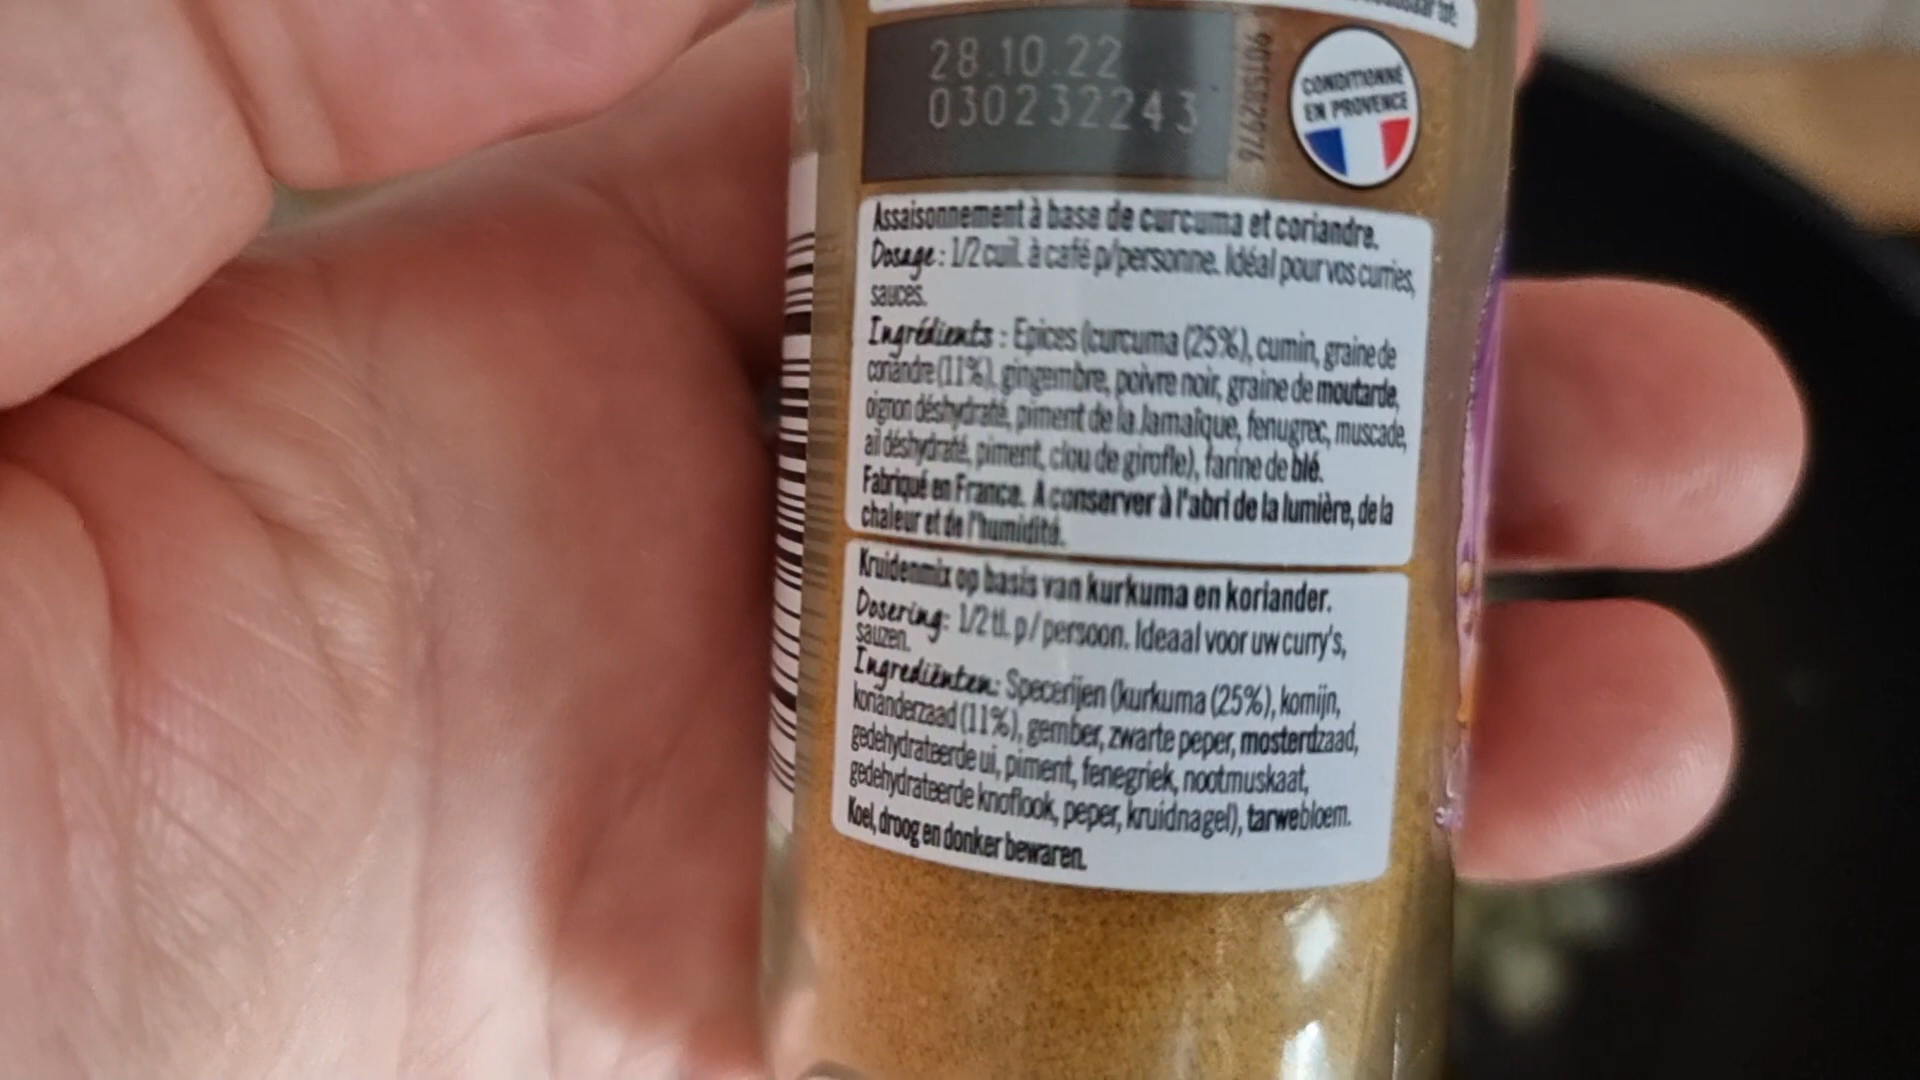 28.10.22
030232243
CONDITIONNÉ
EN PROVENCE
Assaisonnement à base de curcuma et coriandre.
Dosage : 1/2 cuil. à café p/personne. Idéal pour vos curries,
sauces.
Ingrédients : Epices (curcuma (25%), cumin, graine de
coriandre (11%), gingembre, poivre noir, graine de moutarde,
oignon déshydraté, piment de la Jamaïque, fenugrec, muscade,
ail déshydraté, piment, clou de girofle), farine de blé.
Fabriqué en France. A conserver à l'abri de la lumière, de la
chaleur et de l'humidité.
Kruidenmix op basis van kurkuma en koriander.
Dosering: 1/2 tl. p/persoon. Ideaal voor uw curry's,
sauzen.
Ingrediënten: Specerijen (kurkuma (25%), komijn,
korianderzaad (11%), gember, zwarte peper, mosterdzaad,
gedehydrateerde ui, piment, fenegriek, nootmuskaat,
gedehydrateerde knoflook, peper, kruidnagel), tarwebloem.
Koel, droog en donker bewaren.